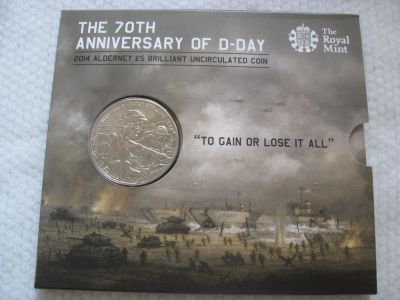 THE 70TH
ANNIVERSARY OF D-DAY
2014 ALDERNEY £5 BRILLIANT UNCIRCULATED COIN
The
Royal
Mint
"TO GAIN OR LOSE IT ALL"